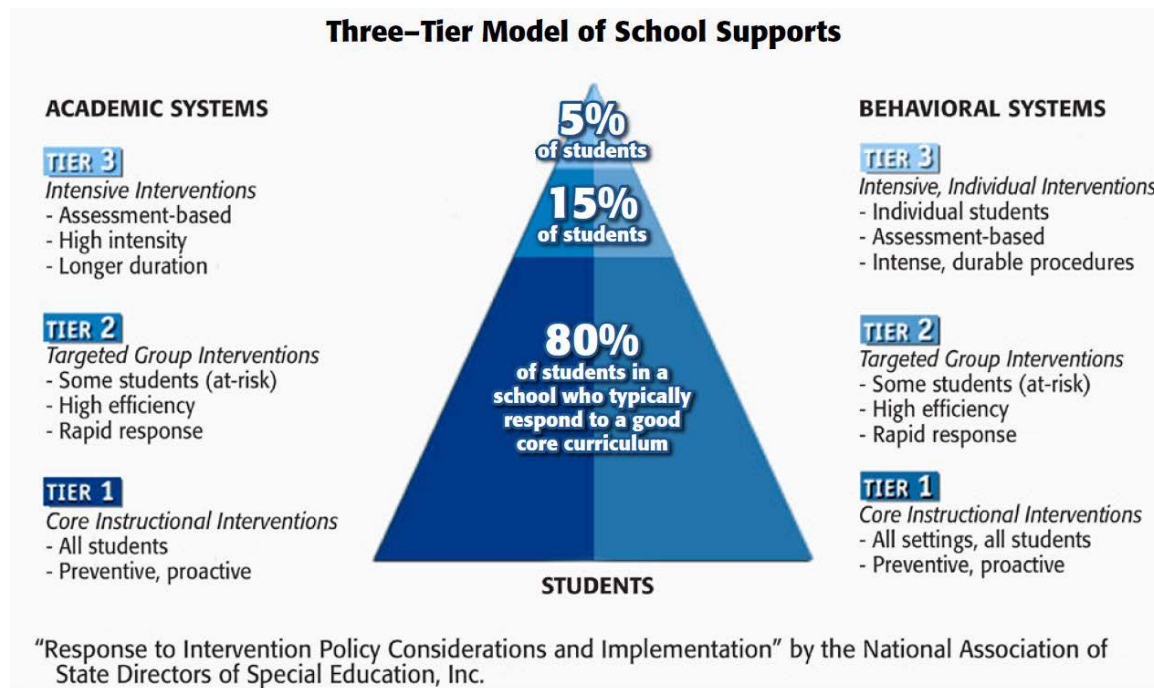 Three–Tier Model of School Supports
ACADEMIC SYSTEMS
TIER 3
Intensive Interventions
- Assessment-based
- High intensity
- Longer duration
TIER 2
Targeted Group Interventions
- Some students (at-risk)
- High efficiency
- Rapid response
TIER 1
Core Instructional Interventions
- All students
- Preventive, proactive
5%
of students
15%
of students
80%
of students in a
school who typically
respond to a good
core curriculum
STUDENTS
BEHAVIORAL SYSTEMS
TIER 3
Intensive, Individual Interventions
- Individual students
- Assessment-based
- Intense, durable procedures
TIER 2
Targeted Group Interventions
- Some students (at-risk)
- High efficiency
- Rapid response
TIER 1
Core Instructional Interventions
- All settings, all students
- Preventive, proactive
“Response to Intervention Policy Considerations and Implementation” by the National Association of
State Directors of Special Education, Inc.